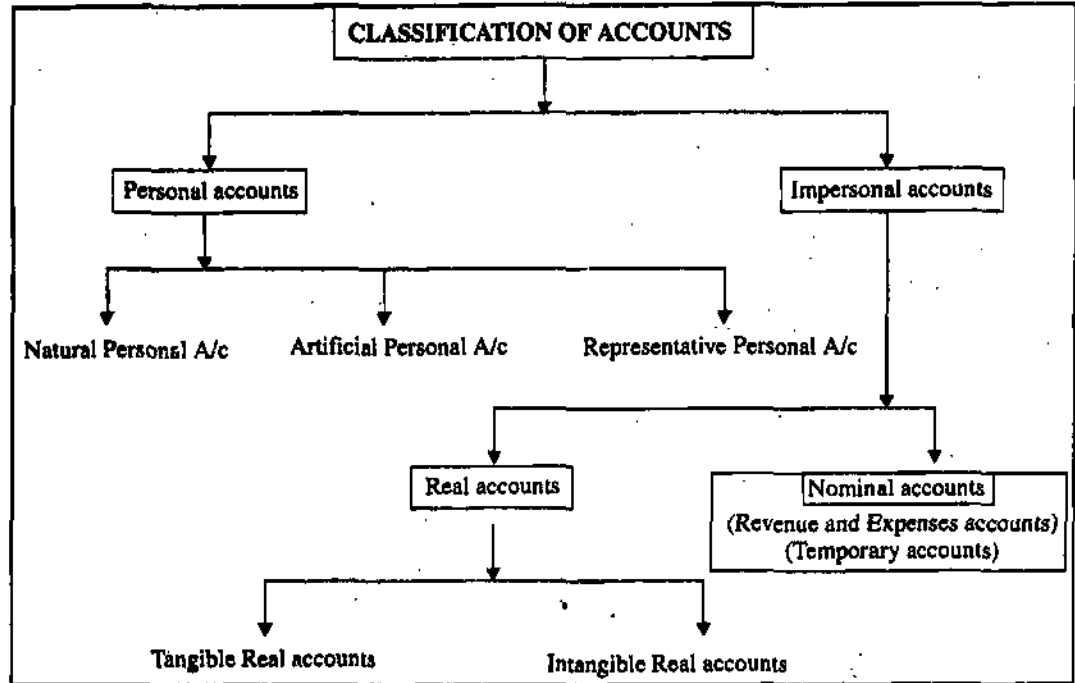 CLASSIFICATION OF ACCOUNTS
Personal accounts
Impersonal accounts
Natural Personal A/c
Artificial Personal A/c
Representative Personal A/c
Real accounts
Nominal accounts
(Revenue and Expenses accounts)
(Temporary accounts)
Tangible Real accounts
Intangible Real accounts